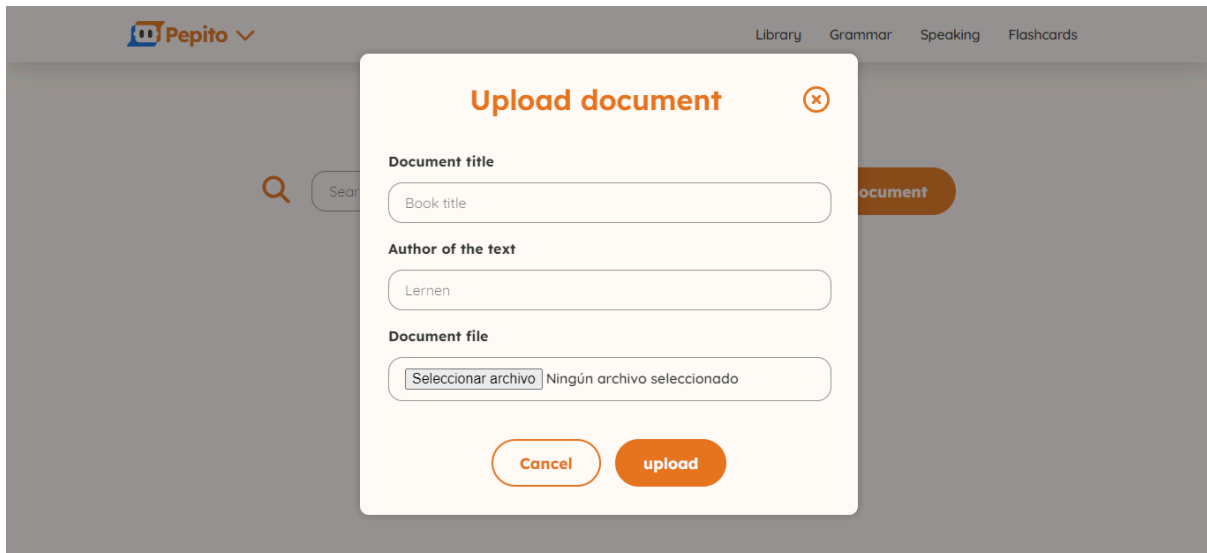 Pepito
Library Grammar Speaking Flashcards
Upload document
Document title
Book title
Author of the text
Lernen
Document file
Seleccionar archivo Ningún archivo seleccionado
Cancel upload